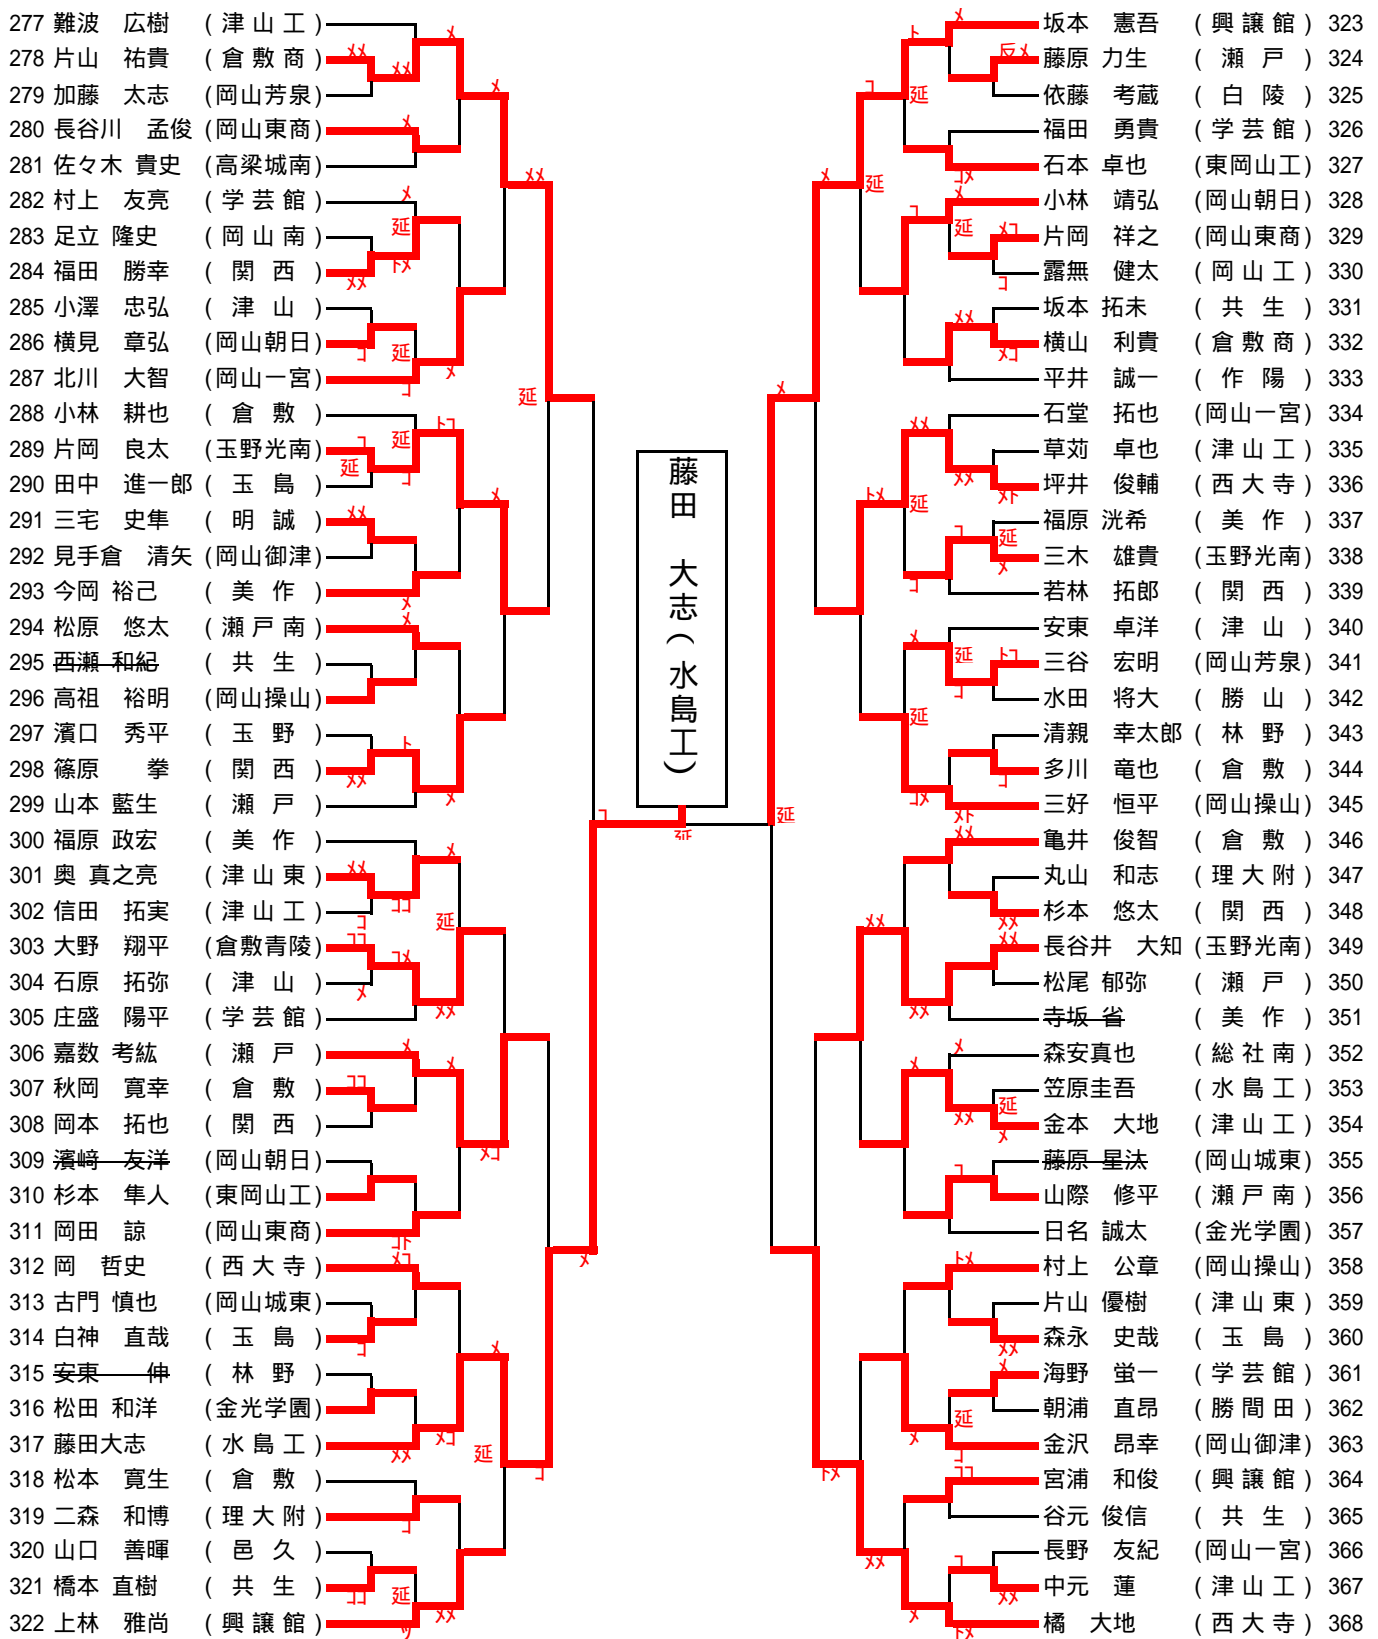 277 難波　広樹 ( 津 山 工 )
278 片山　祐貴 ( 倉 敷 商 )
279 加藤　太志 (岡山芳泉)
280 長谷川　孟俊 (岡山東商)
281 佐々木 貴史 (高梁城南)
282 村上　友亮 ( 学 芸 館 )
283 足立 隆史 ( 岡 山 南 )
284 福田　勝幸 ( 関　西 )
285 小澤　忠弘 ( 津　山 )
286 横見　章弘 (岡山朝日)
287 北川　大智 (岡山一宮)
288 小林　耕也 ( 倉　敷 )
289 片岡　良太 (玉野光南)
290 田中　進一郎 ( 玉　島 )
291 三宅　史隼 ( 明　誠 )
292 見手倉　清矢 (岡山御津)
293 今岡 裕己 ( 美　作 )
294 松原　悠太 ( 瀬 戸 南 )
295 西瀬 和紀 ( 共　生 )
296 高祖　裕明 (岡山操山)
297 濱口　秀平 ( 玉　野 )
298 篠原　　拳 ( 関　西 )
299 山本 藍生 ( 瀬　戸 )
300 福原 政宏 ( 美　作 )
301 奥 真之亮 ( 津 山 東 )
302 信田　拓実 ( 津 山 工 )
303 大野　翔平 (倉敷青陵)
304 石原　拓弥 ( 津　山 )
305 庄盛　陽平 ( 学 芸 館 )
306 嘉数 考紘 ( 瀬　戸 )
307 秋岡　寛幸 ( 倉　敷 )
308 岡本　拓也 ( 関　西 )
309 濱﨑　友洋 (岡山朝日)
310 杉本　隼人 (東岡山工)
311 岡田　諒 (岡山東商)
312 岡　哲史 ( 西 大 寺 )
313 古門 慎也 (岡山城東)
314 白神　直哉 ( 玉　島 )
315 安東　　伸 ( 林　野 )
316 松田 和洋 (金光学園)
317 藤田大志 ( 水 島 工 )
318 松本　寛生 ( 倉　敷 )
319 二森　和博 ( 理 大 附 )
320 山口　善暉 ( 邑　久 )
321 橋本 直樹 ( 共　生 )
322 上林　雅尚 ( 興 譲 館 )
藤田　大志(水島工)
坂本　憲吾 ( 興 譲 館 ) 323
藤原 力生 ( 瀬　戸 ) 324
依藤　考蔵 ( 白　陵 ) 325
福田　勇貴 ( 学 芸 館 ) 326
石本 卓也 (東岡山工) 327
小林　靖弘 (岡山朝日) 328
片岡　祥之 (岡山東商) 329
露無　健太 ( 岡 山 工 ) 330
坂本 拓未 ( 共　生 ) 331
横山　利貴 ( 倉 敷 商 ) 332
平井　誠一 ( 作　陽 ) 333
石堂　拓也 (岡山一宮) 334
草苅　卓也 ( 津 山 工 ) 335
坪井　俊輔 ( 西 大 寺 ) 336
福原 洸希 ( 美　作 ) 337
三木　雄貴 (玉野光南) 338
若林　拓郎 ( 関　西 ) 339
安東　卓洋 ( 津　山 ) 340
三谷　宏明 (岡山芳泉) 341
水田　将大 ( 勝　山 ) 342
清親　幸太郎 ( 林　野 ) 343
多川　竜也 ( 倉　敷 ) 344
三好　恒平 (岡山操山) 345
亀井　俊智 ( 倉　敷 ) 346
丸山　和志 ( 理 大 附 ) 347
杉本　悠太 ( 関　西 ) 348
長谷井　大知 (玉野光南) 349
松尾 郁弥 ( 瀬　戸 ) 350
寺坂 省 ( 美　作 ) 351
森安真也 ( 総 社 南 ) 352
笠原圭吾 ( 水 島 工 ) 353
金本　大地 ( 津 山 工 ) 354
藤原 星汰 (岡山城東) 355
山際　修平 ( 瀬 戸 南 ) 356
日名 誠太 (金光学園) 357
村上　公章 (岡山操山) 358
片山 優樹 ( 津 山 東 ) 359
森永　史哉 ( 玉　島 ) 360
海野　蛍一 ( 学 芸 館 ) 361
朝浦　直昂 ( 勝 間 田 ) 362
金沢　昂幸 (岡山御津) 363
宮浦　和俊 ( 興 譲 館 ) 364
谷元 俊信 ( 共　生 ) 365
長野　友紀 (岡山一宮) 366
中元　蓮 ( 津 山 工 ) 367
橘　大地 ( 西 大 寺 ) 368